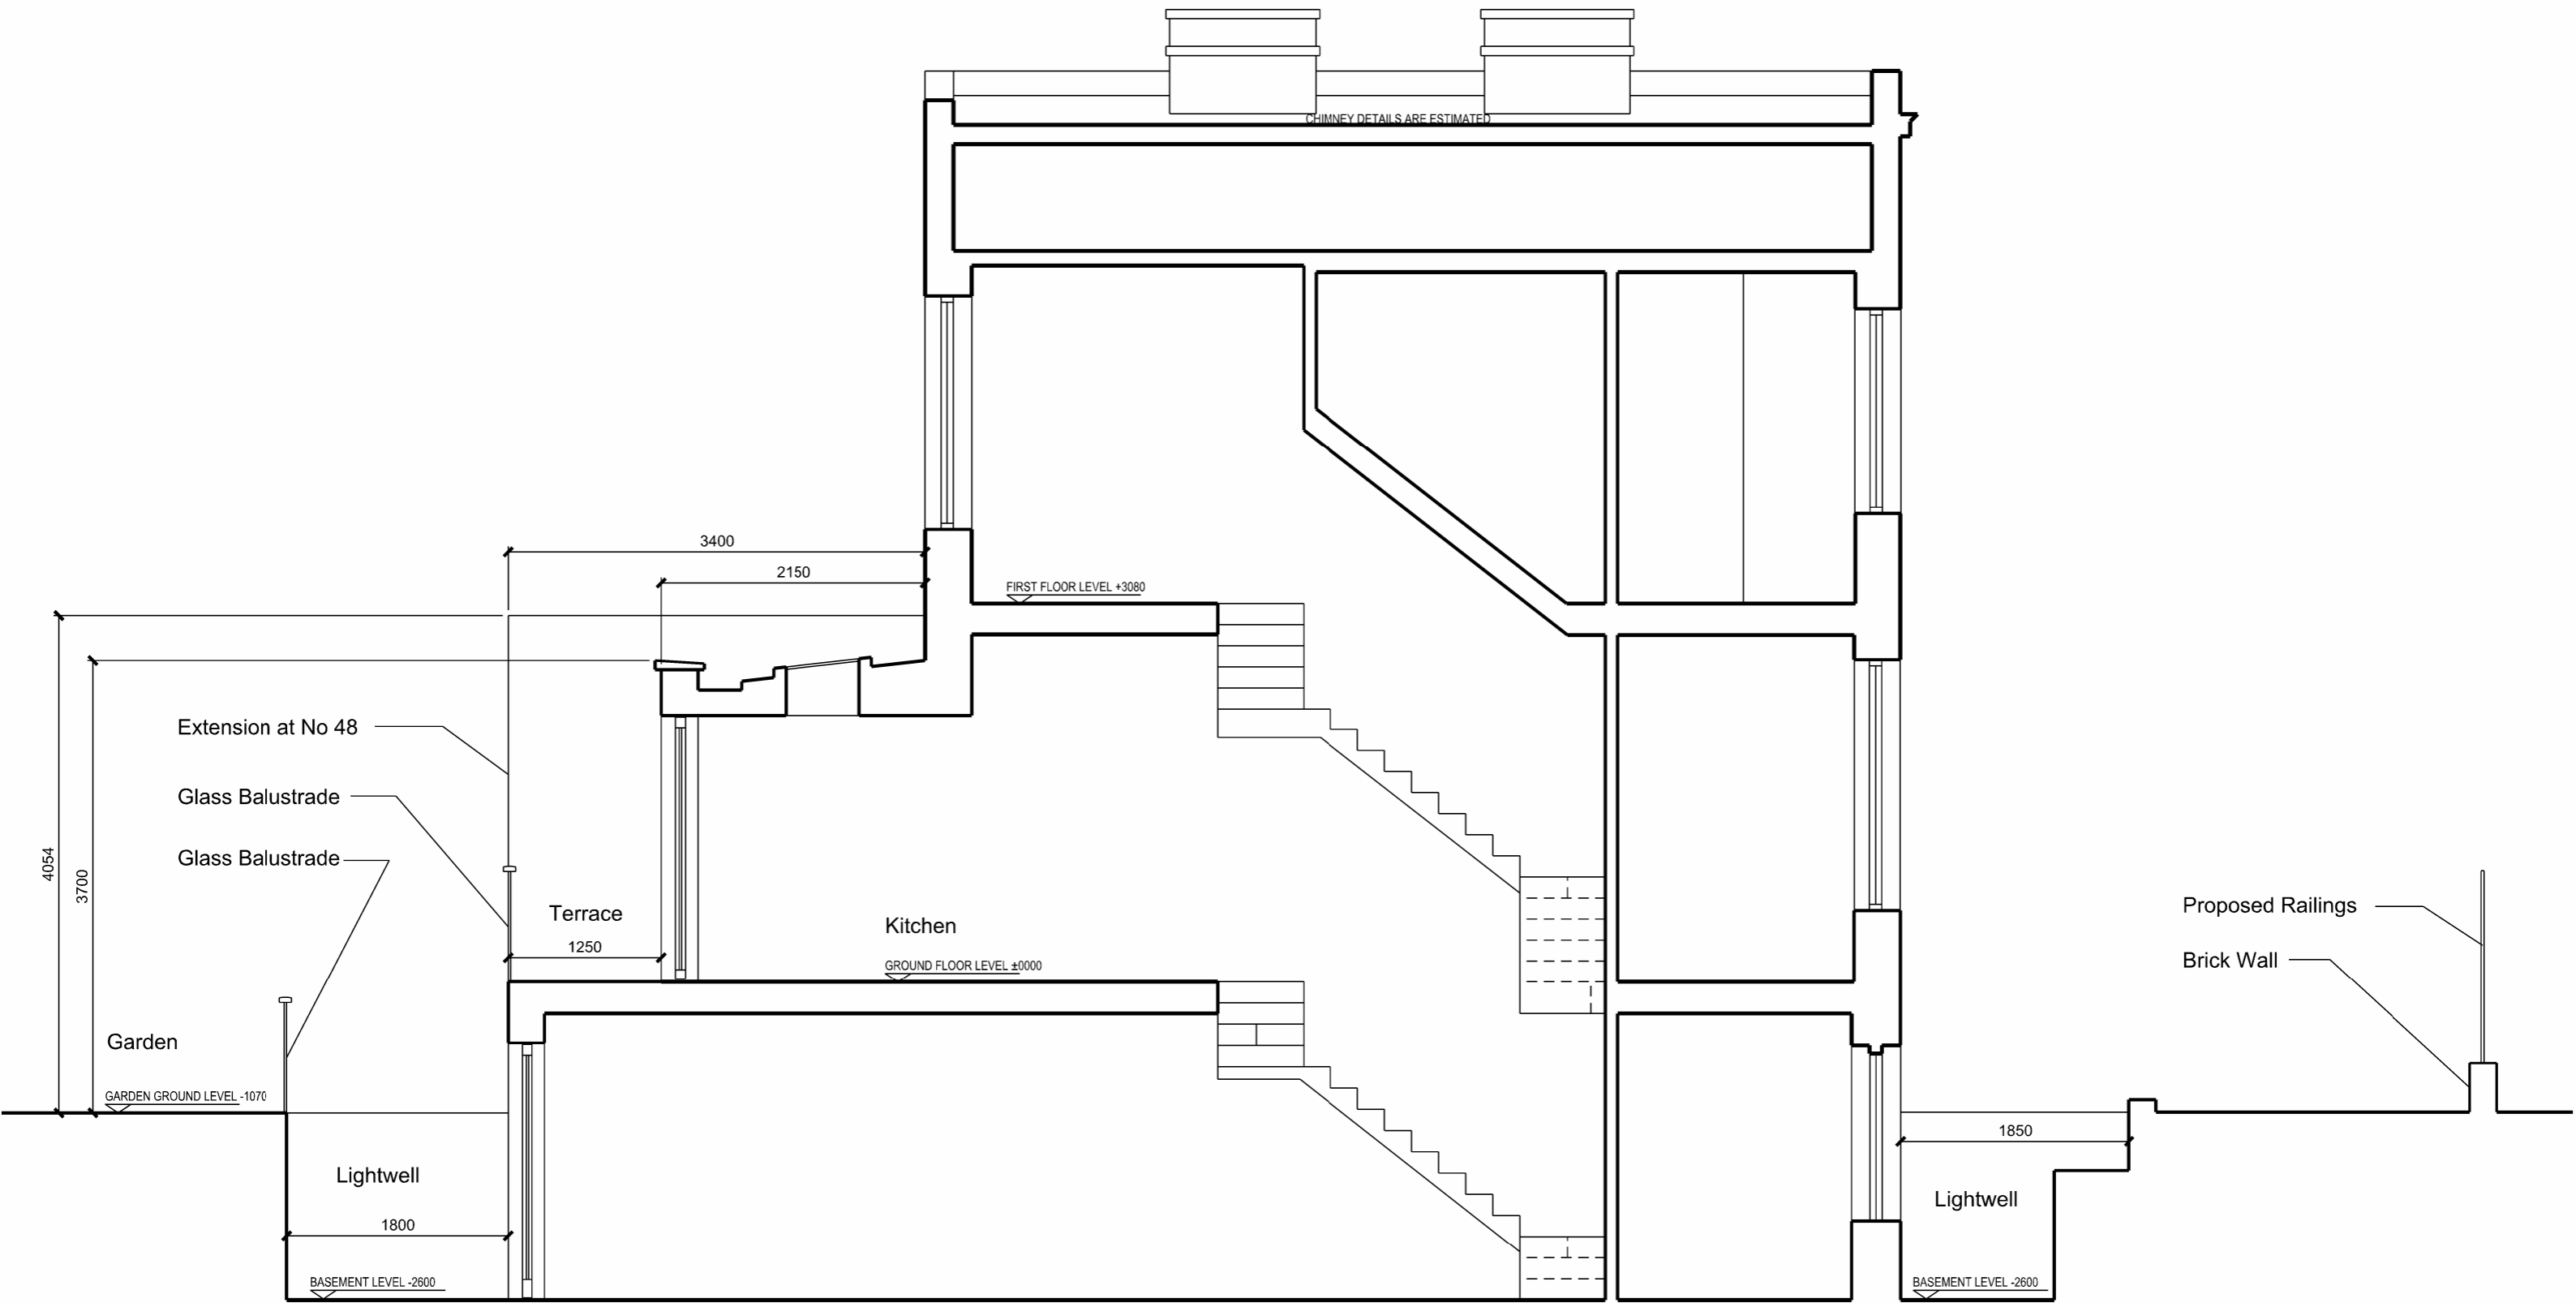 CHIMNEY DETAILS ARE ESTIMATED
3400
2150
FIRST FLOOR LEVEL +3080
Extension at No 48
Glass Balustrade
Glass Balustrade
4054
3700
Terrace
1250
Kitchen
GROUND FLOOR LEVEL ±0000
Proposed Railings
Brick Wall
Garden
GARDEN GROUND LEVEL -1070
Lightwell
1800
BASEMENT LEVEL -2600
1850
Lightwell
BASEMENT LEVEL -2600